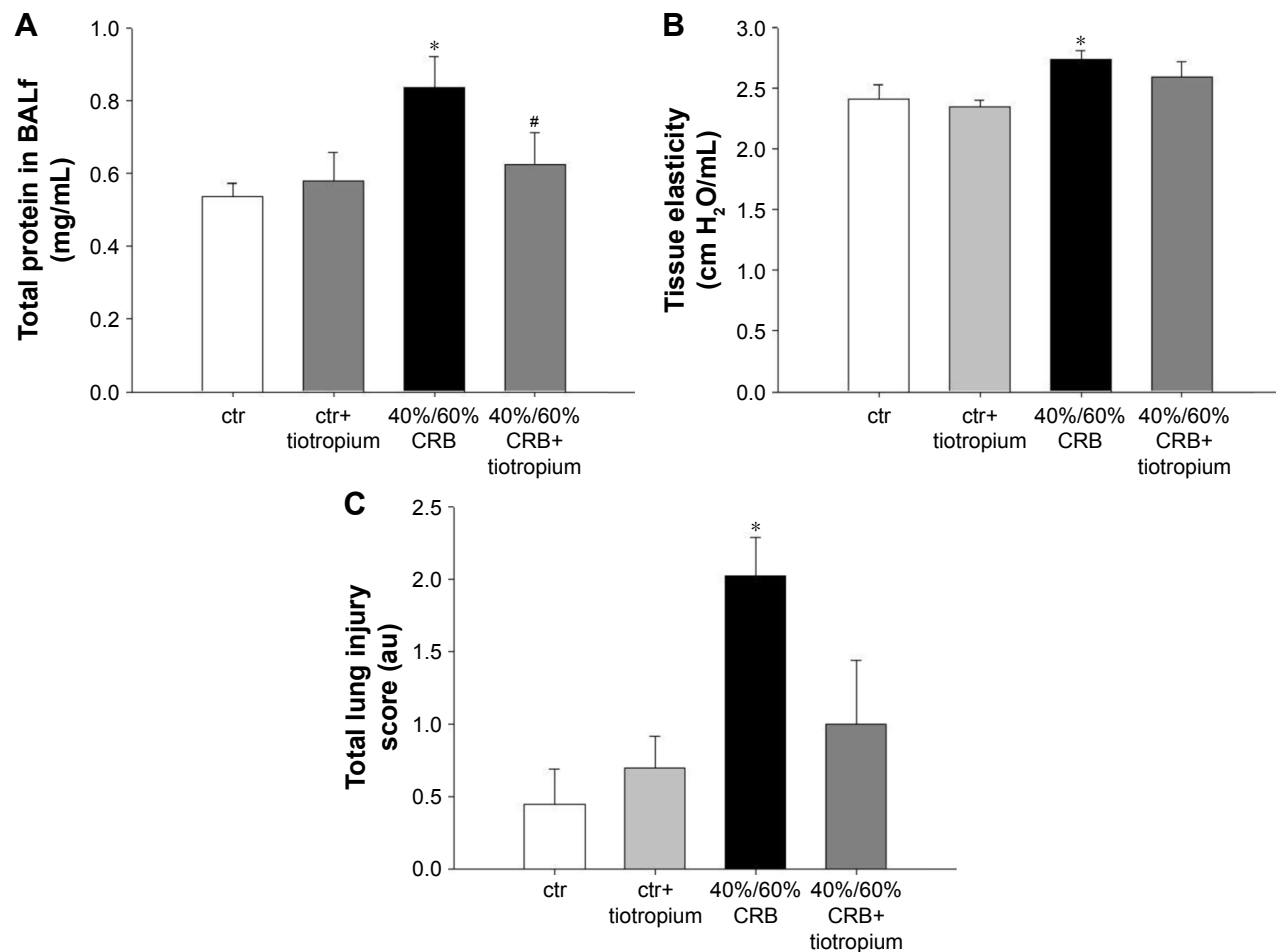 A
Total protein in BALf
(mg/mL)
1.0
0.8
0.6
0.4
0.2
0.0
*
#
ctr
ctr+
tiotropium
40%/60%
CRB
40%/60%
CRB+
tiotropium
B
Tissue elasticity
(cm H₂O/mL)
3.0
2.5
2.0
1.5
1.0
0.5
0.0
*
ctr
ctr+
tiotropium
40%/60%
CRB
40%/60%
CRB+
tiotropium
C
Total lung injury
score (au)
2.5
2.0
1.5
1.0
0.5
0.0
*
ctr
ctr+
tiotropium
40%/60%
CRB
40%/60%
CRB+
tiotropium